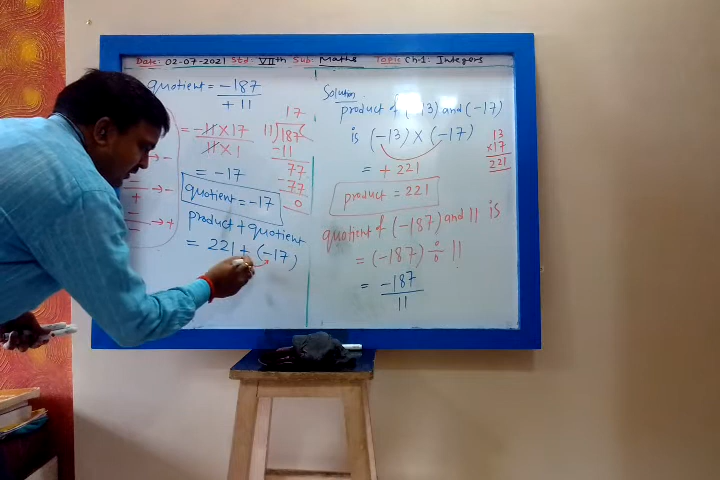 Date: 02-07-2021 Std: VIIth Sub: Maths Topic Ch-1: Integers
quotient = -187
+ 11
= -11 × 17
11 × 1
= -17
quotient = -17
product + quotient
= 221 + (-17)
17
11)187(
-11
77
-77
0
→ -
+ → -
→ +
Solution
product of (-13) and (-17)
is (-13) × (-17)
= + 221
product = 221
13
×17
221
quotient of (-187) and 11 is
= (-187) ÷ 11
= -187
11